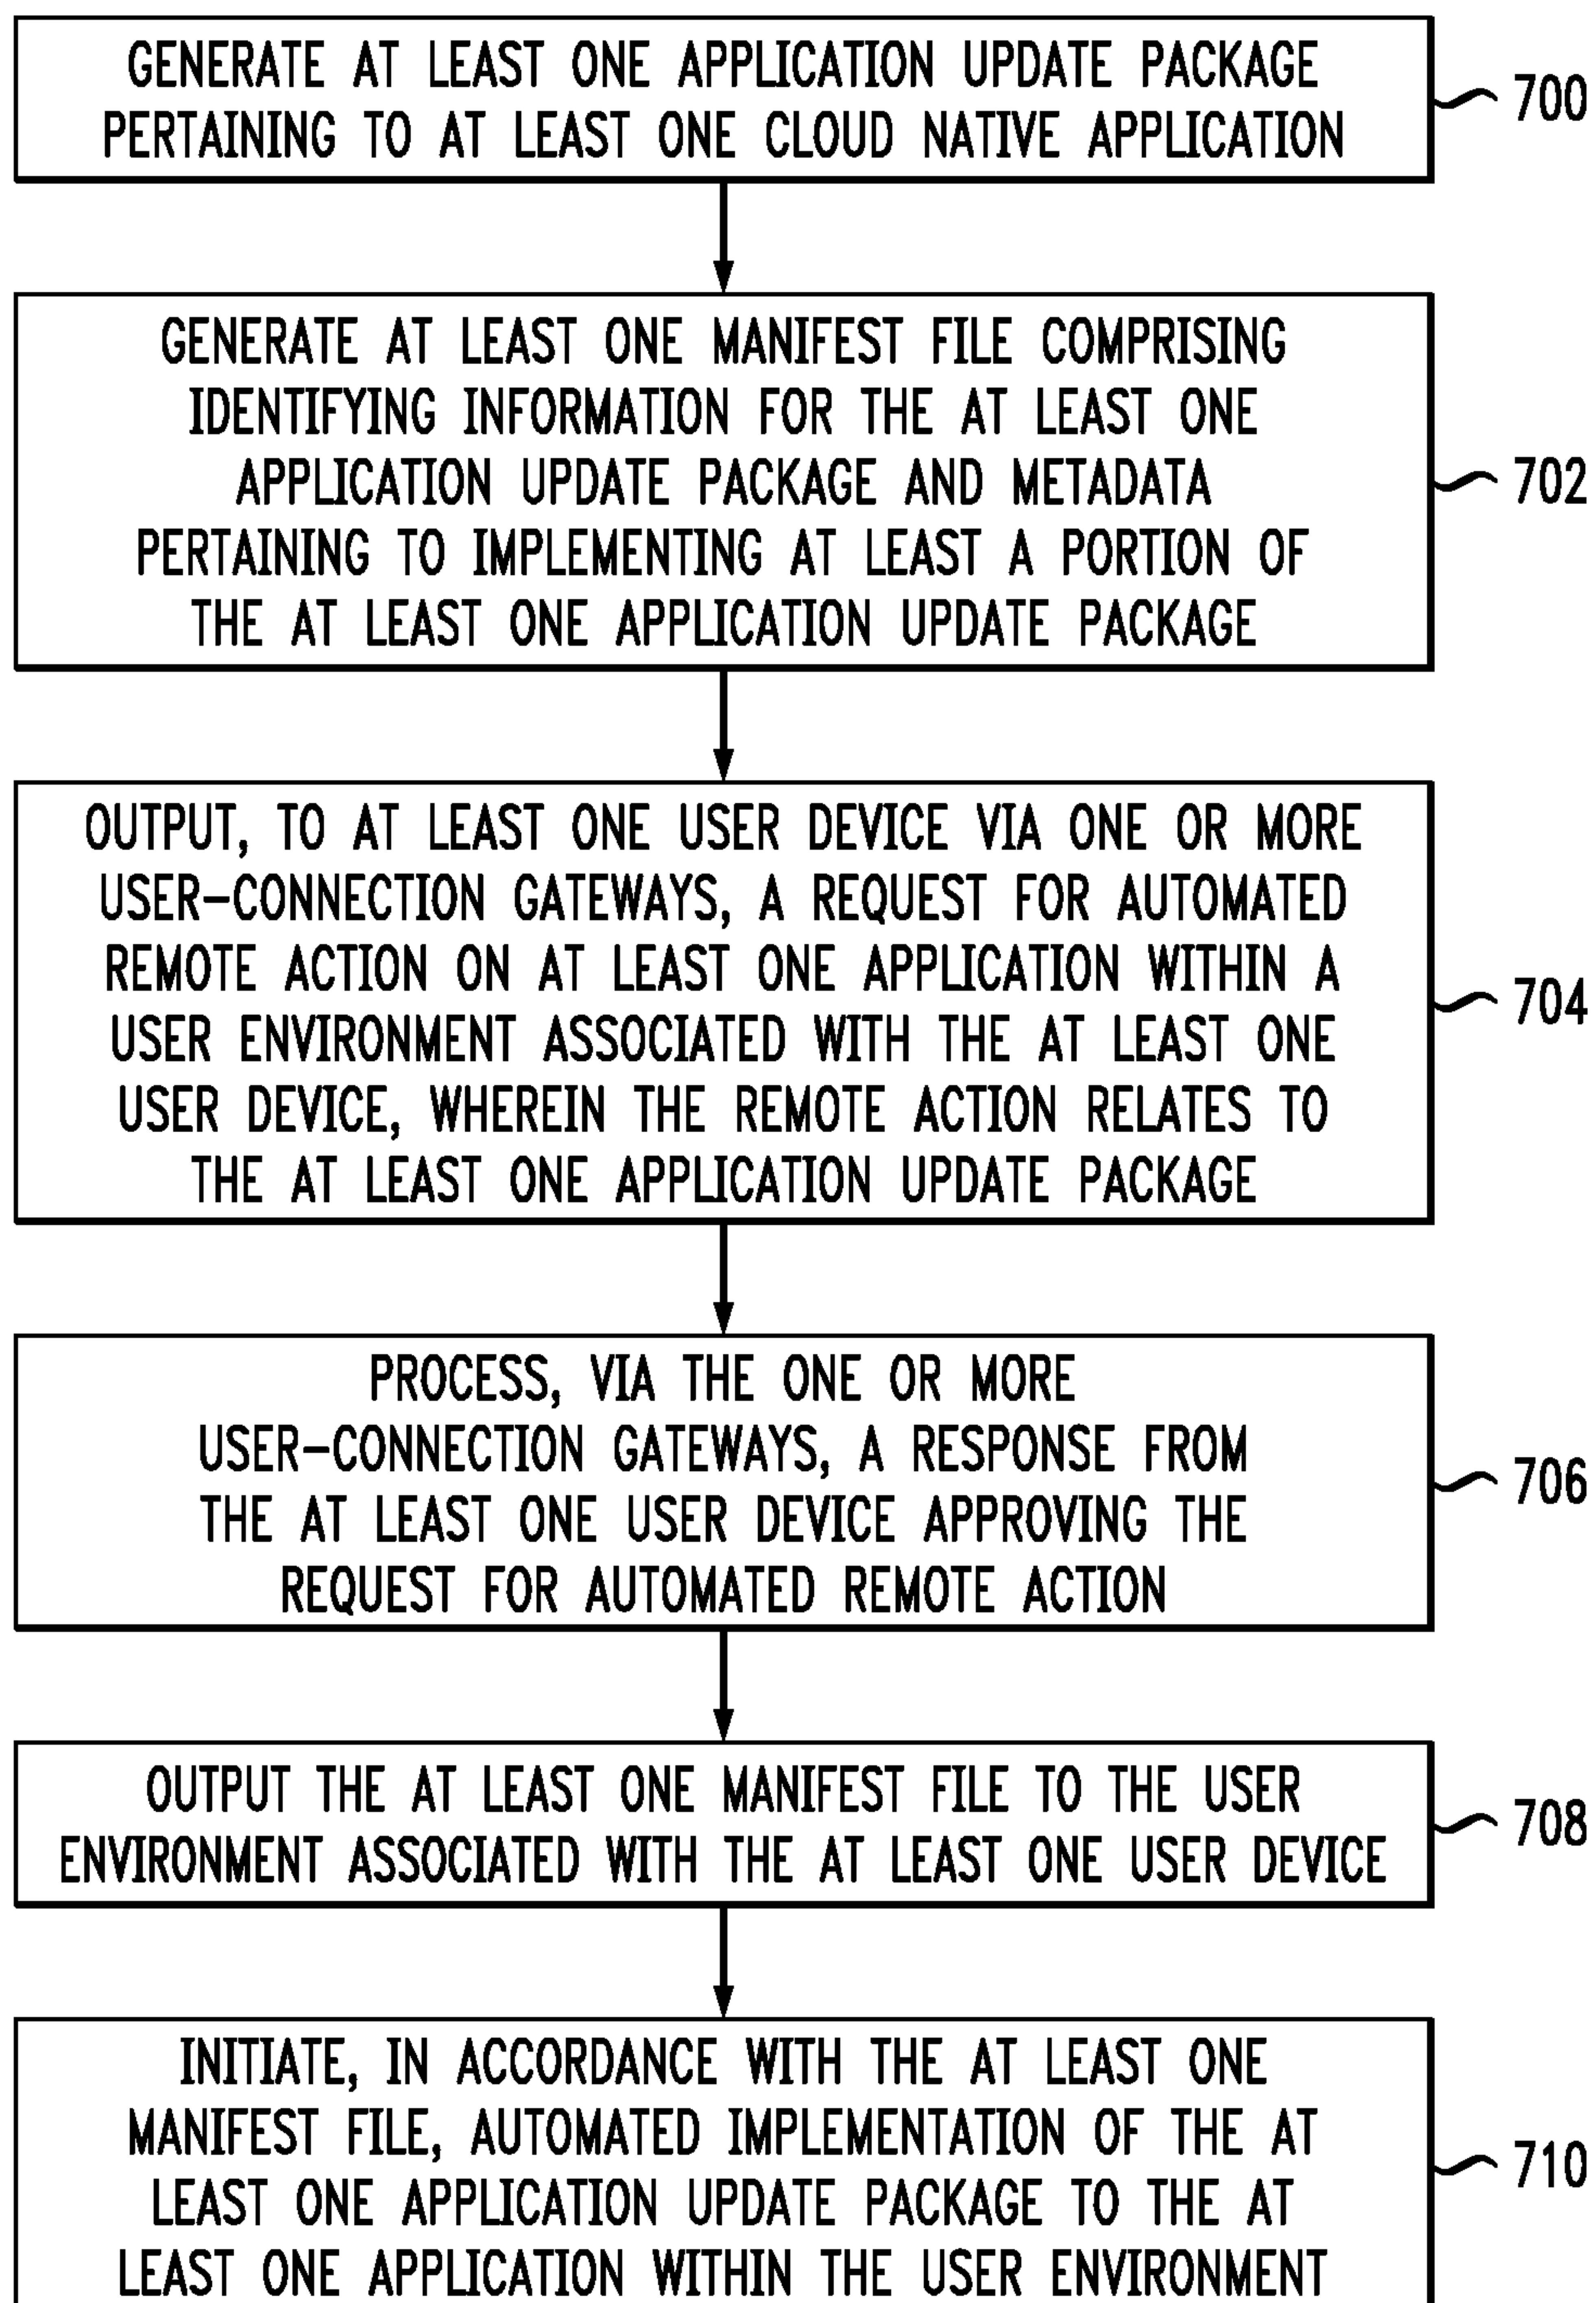 GENERATE AT LEAST ONE APPLICATION UPDATE PACKAGE
PERTAINING TO AT LEAST ONE CLOUD NATIVE APPLICATION
700
GENERATE AT LEAST ONE MANIFEST FILE COMPRISING
IDENTIFYING INFORMATION FOR THE AT LEAST ONE
APPLICATION UPDATE PACKAGE AND METADATA
PERTAINING TO IMPLEMENTING AT LEAST A PORTION OF
THE AT LEAST ONE APPLICATION UPDATE PACKAGE
702
OUTPUT, TO AT LEAST ONE USER DEVICE VIA ONE OR MORE
USER-CONNECTION GATEWAYS, A REQUEST FOR AUTOMATED
REMOTE ACTION ON AT LEAST ONE APPLICATION WITHIN A
USER ENVIRONMENT ASSOCIATED WITH THE AT LEAST ONE
USER DEVICE, WHEREIN THE REMOTE ACTION RELATES TO
THE AT LEAST ONE APPLICATION UPDATE PACKAGE
704
PROCESS, VIA THE ONE OR MORE
USER-CONNECTION GATEWAYS, A RESPONSE FROM
THE AT LEAST ONE USER DEVICE APPROVING THE
REQUEST FOR AUTOMATED REMOTE ACTION
706
OUTPUT THE AT LEAST ONE MANIFEST FILE TO THE USER
ENVIRONMENT ASSOCIATED WITH THE AT LEAST ONE USER DEVICE
708
INITIATE, IN ACCORDANCE WITH THE AT LEAST ONE
MANIFEST FILE, AUTOMATED IMPLEMENTATION OF THE AT
LEAST ONE APPLICATION UPDATE PACKAGE TO THE AT
LEAST ONE APPLICATION WITHIN THE USER ENVIRONMENT
710